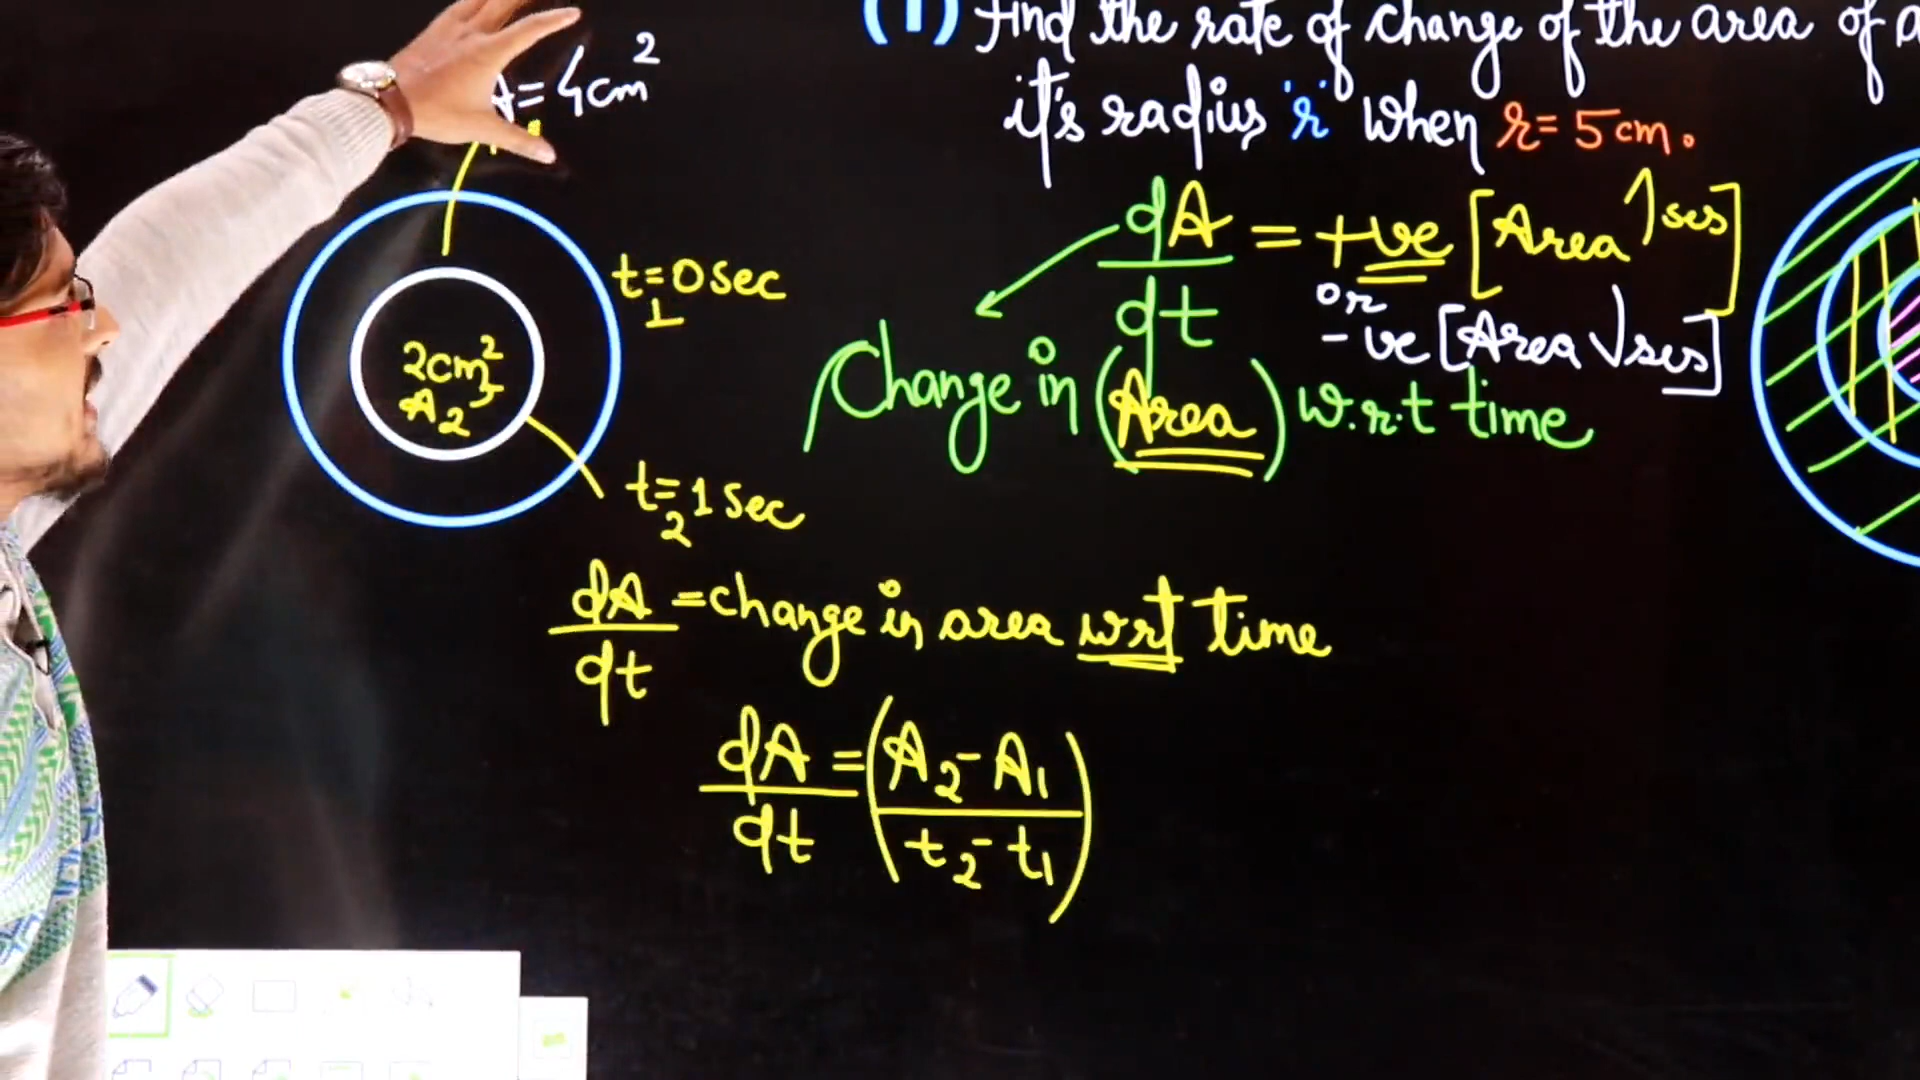 (1) Find the rate of change of the area of a
it's radius 'r' when r = 5 cm.
A = 4cm²
t₁ = 0 sec
2cm²
A₂
t₂ = 1 sec
dA/dt = +ve [Area ↑ses]
or
-ve [Area ↓ses]
Change in (Area) w.r.t time
dA/dt = change in area wrt time
dA/dt = (A₂ - A₁ / t₂ - t₁)